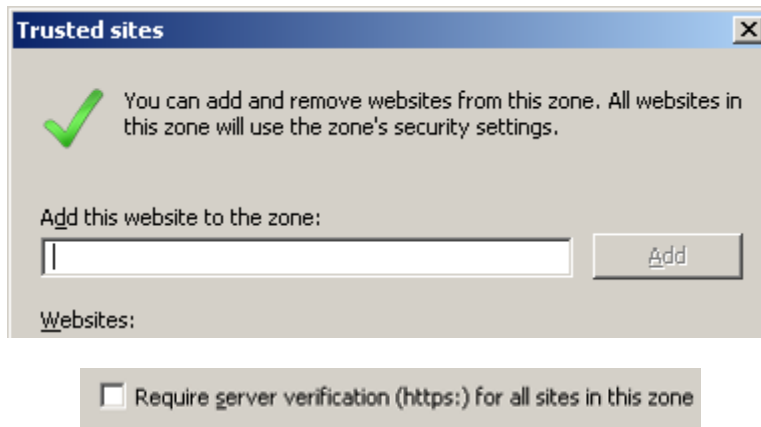 Trusted sites
You can add and remove websites from this zone. All websites in
this zone will use the zone's security settings.
Add this website to the zone:
Add
Websites:
Require server verification (https:) for all sites in this zone